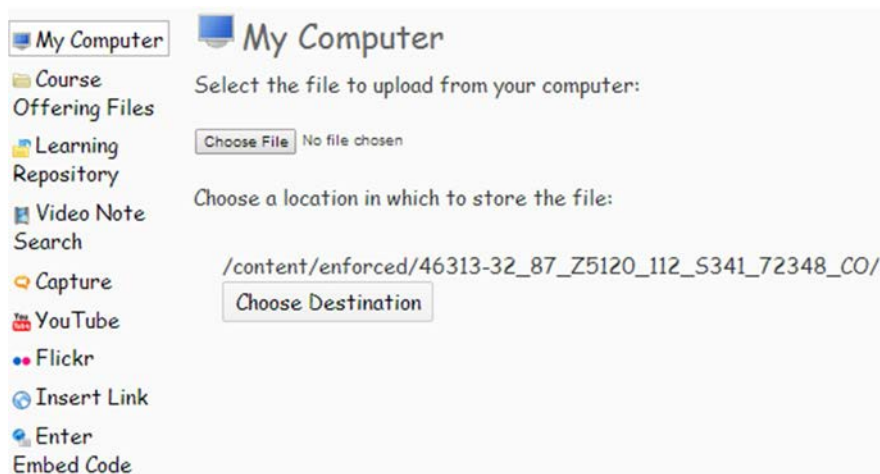 My Computer
Course
Offering Files
Learning
Repository
Video Note
Search
Capture
You Tube
YouTube
Flickr
Insert Link
Enter
Embed Code
My Computer
Select the file to upload from your computer:
Choose File No file chosen
Choose a location in which to store the file:
/content/enforced/46313-32_87_Z5120_112_S341_72348_CO/
Choose Destination